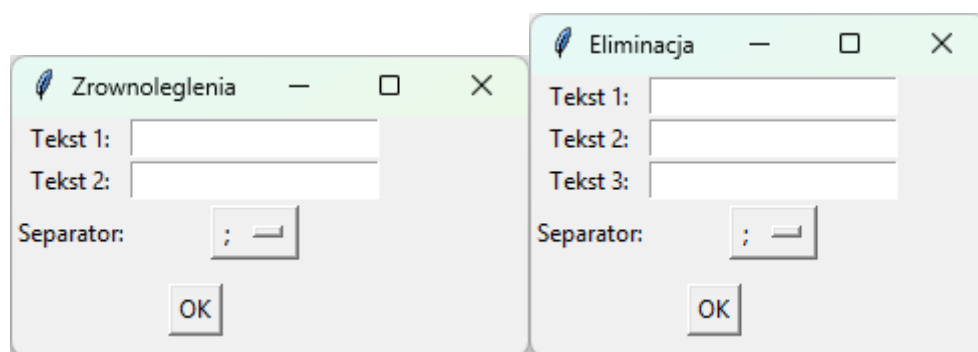 Zrownoleglenia
Tekst 1:
Tekst 2:
Separator: ;
OK
Eliminacja
Tekst 1:
Tekst 2:
Tekst 3:
Separator: ;
OK